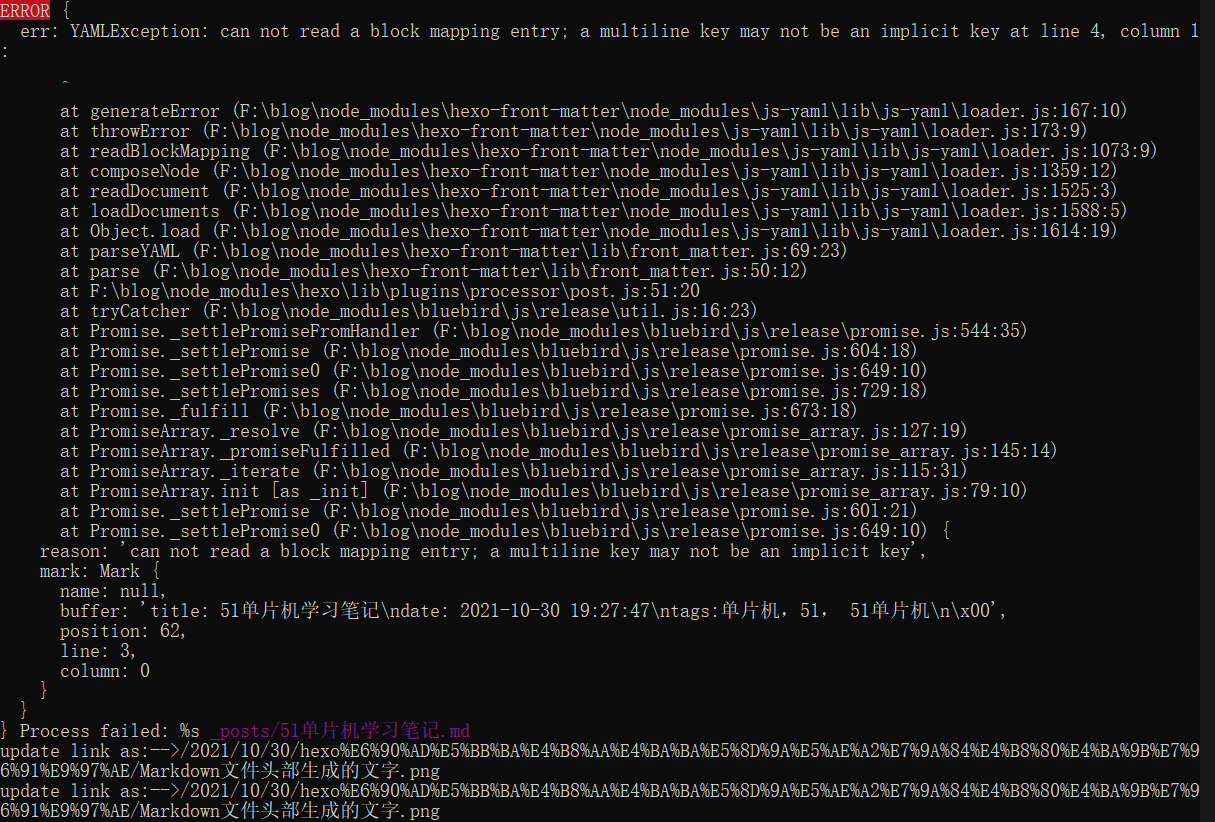 ERROR {
  err: YAMLException: can not read a block mapping entry; a multiline key may not be an implicit key at line 4, column 1
:

      ^
      at generateError (F:\blog\node_modules\hexo-front-matter\node_modules\js-yaml\lib\js-yaml\loader.js:167:10)
      at throwError (F:\blog\node_modules\hexo-front-matter\node_modules\js-yaml\lib\js-yaml\loader.js:173:9)
      at readBlockMapping (F:\blog\node_modules\hexo-front-matter\node_modules\js-yaml\lib\js-yaml\loader.js:1073:9)
      at composeNode (F:\blog\node_modules\hexo-front-matter\node_modules\js-yaml\lib\js-yaml\loader.js:1359:12)
      at readDocument (F:\blog\node_modules\hexo-front-matter\node_modules\js-yaml\lib\js-yaml\loader.js:1525:3)
      at loadDocuments (F:\blog\node_modules\hexo-front-matter\node_modules\js-yaml\lib\js-yaml\loader.js:1588:5)
      at Object.load (F:\blog\node_modules\hexo-front-matter\node_modules\js-yaml\lib\js-yaml\loader.js:1614:19)
      at parseYAML (F:\blog\node_modules\hexo-front-matter\lib\front_matter.js:69:23)
      at parse (F:\blog\node_modules\hexo-front-matter\lib\front_matter.js:50:12)
      at F:\blog\node_modules\hexo\lib\plugins\processor\post.js:51:20
      at tryCatcher (F:\blog\node_modules\bluebird\js\release\util.js:16:23)
      at Promise._settlePromiseFromHandler (F:\blog\node_modules\bluebird\js\release\promise.js:544:35)
      at Promise._settlePromise (F:\blog\node_modules\bluebird\js\release\promise.js:604:18)
      at Promise._settlePromise0 (F:\blog\node_modules\bluebird\js\release\promise.js:649:10)
      at Promise._settlePromises (F:\blog\node_modules\bluebird\js\release\promise.js:729:18)
      at Promise._fulfill (F:\blog\node_modules\bluebird\js\release\promise.js:673:18)
      at PromiseArray._resolve (F:\blog\node_modules\bluebird\js\release\promise_array.js:127:19)
      at PromiseArray._promiseFulfilled (F:\blog\node_modules\bluebird\js\release\promise_array.js:145:14)
      at PromiseArray._iterate (F:\blog\node_modules\bluebird\js\release\promise_array.js:115:31)
      at PromiseArray.init [as _init] (F:\blog\node_modules\bluebird\js\release\promise_array.js:79:10)
      at Promise._settlePromise (F:\blog\node_modules\bluebird\js\release\promise.js:601:21)
      at Promise._settlePromise0 (F:\blog\node_modules\bluebird\js\release\promise.js:649:10) {
    reason: 'can not read a block mapping entry; a multiline key may not be an implicit key',
    mark: Mark {
      name: null,
      buffer: 'title: 51单片机学习笔记\ndate: 2021-10-30 19:27:47\ntags:单片机，51， 51单片机\n\x00',
      position: 62,
      line: 3,
      column: 0
    }
  }
} Process failed: %s _posts/51单片机学习笔记.md
update link as:-->/2021/10/30/hexo%E6%90%AD%E5%BB%BA%E4%B8%AA%E4%BA%BA%E5%8D%9A%E5%AE%A2%E7%9A%84%E4%B8%80%E4%BA%9B%E7%9
6%91%E9%97%AE/Markdown文件头部生成的文字.png
update link as:-->/2021/10/30/hexo%E6%90%AD%E5%BB%BA%E4%B8%AA%E4%BA%BA%E5%8D%9A%E5%AE%A2%E7%9A%84%E4%B8%80%E4%BA%9B%E7%9
6%91%E9%97%AE/Markdown文件头部生成的文字.png